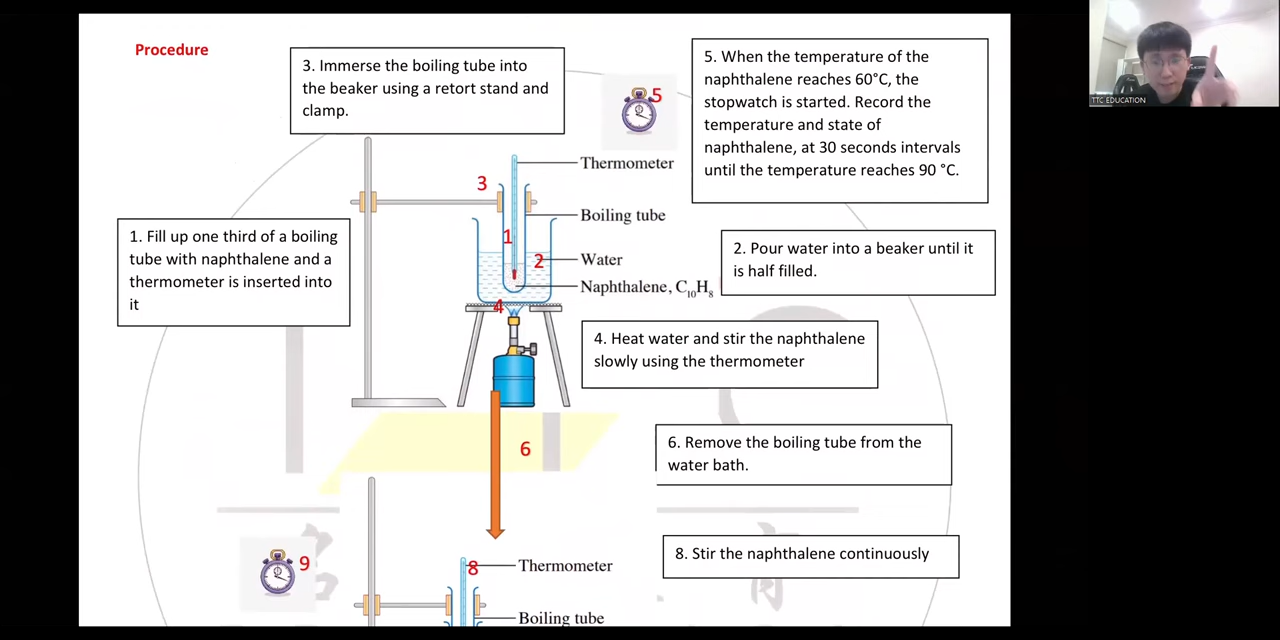 Procedure
3. Immerse the boiling tube into
the beaker using a retort stand and
clamp.
5
5. When the temperature of the
naphthalene reaches 60°C, the
stopwatch is started. Record the
temperature and state of
naphthalene, at 30 seconds intervals
until the temperature reaches 90 °C.
TTC EDUCATION
Thermometer
3
Boiling tube
1. Fill up one third of a boiling
tube with naphthalene and a
thermometer is inserted into
it
1
2
Water
Naphthalene, C₁₀H₈
2. Pour water into a beaker until it
is half filled.
4
4. Heat water and stir the naphthalene
slowly using the thermometer
6
6. Remove the boiling tube from the
water bath.
8. Stir the naphthalene continuously
9
8
Thermometer
Boiling tube